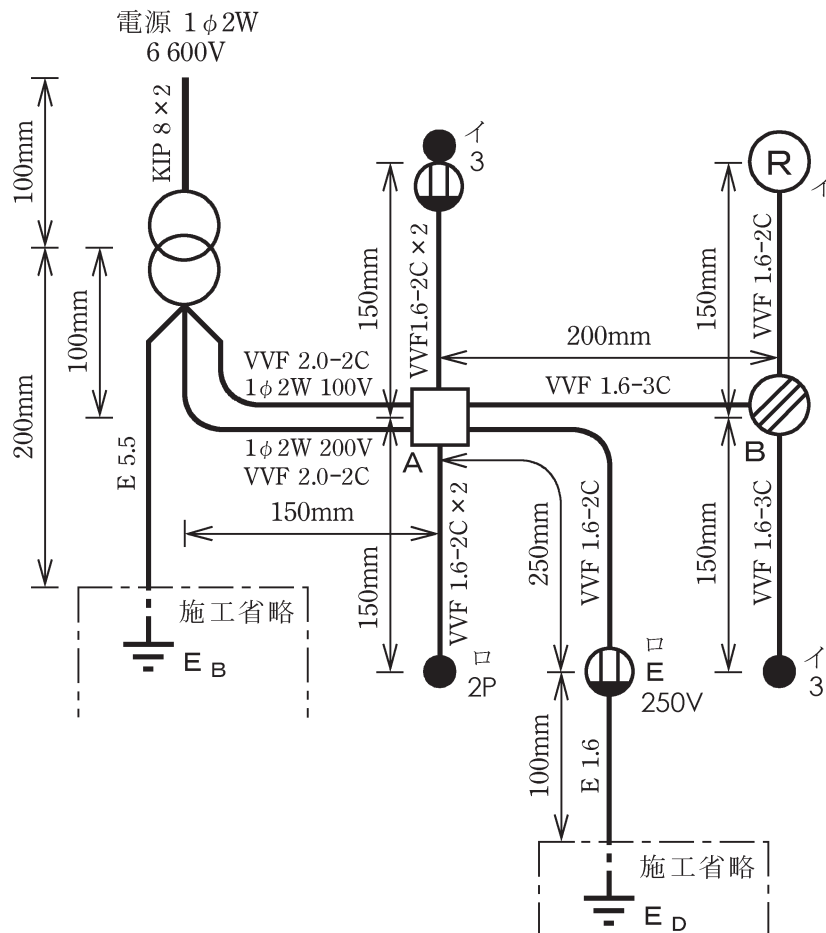 電源 1φ2W
6 600V
KIP 8×2
100mm
200mm
100mm
E 5.5
VVF 2.0-2C
1φ2W 100V
1φ2W 200V
VVF 2.0-2C
150mm
施工省略
E B
イ
3
VVF1.6-2C×2
150mm
A
200mm
VVF 1.6-3C
150mm
VVF 1.6-2C×2
ロ
2P
250mm
VVF 1.6-2C
ロ
E
250V
100mm
E 1.6
施工省略
E D
R
イ
150mm
VVF 1.6-2C
B
150mm
VVF 1.6-3C
イ
3